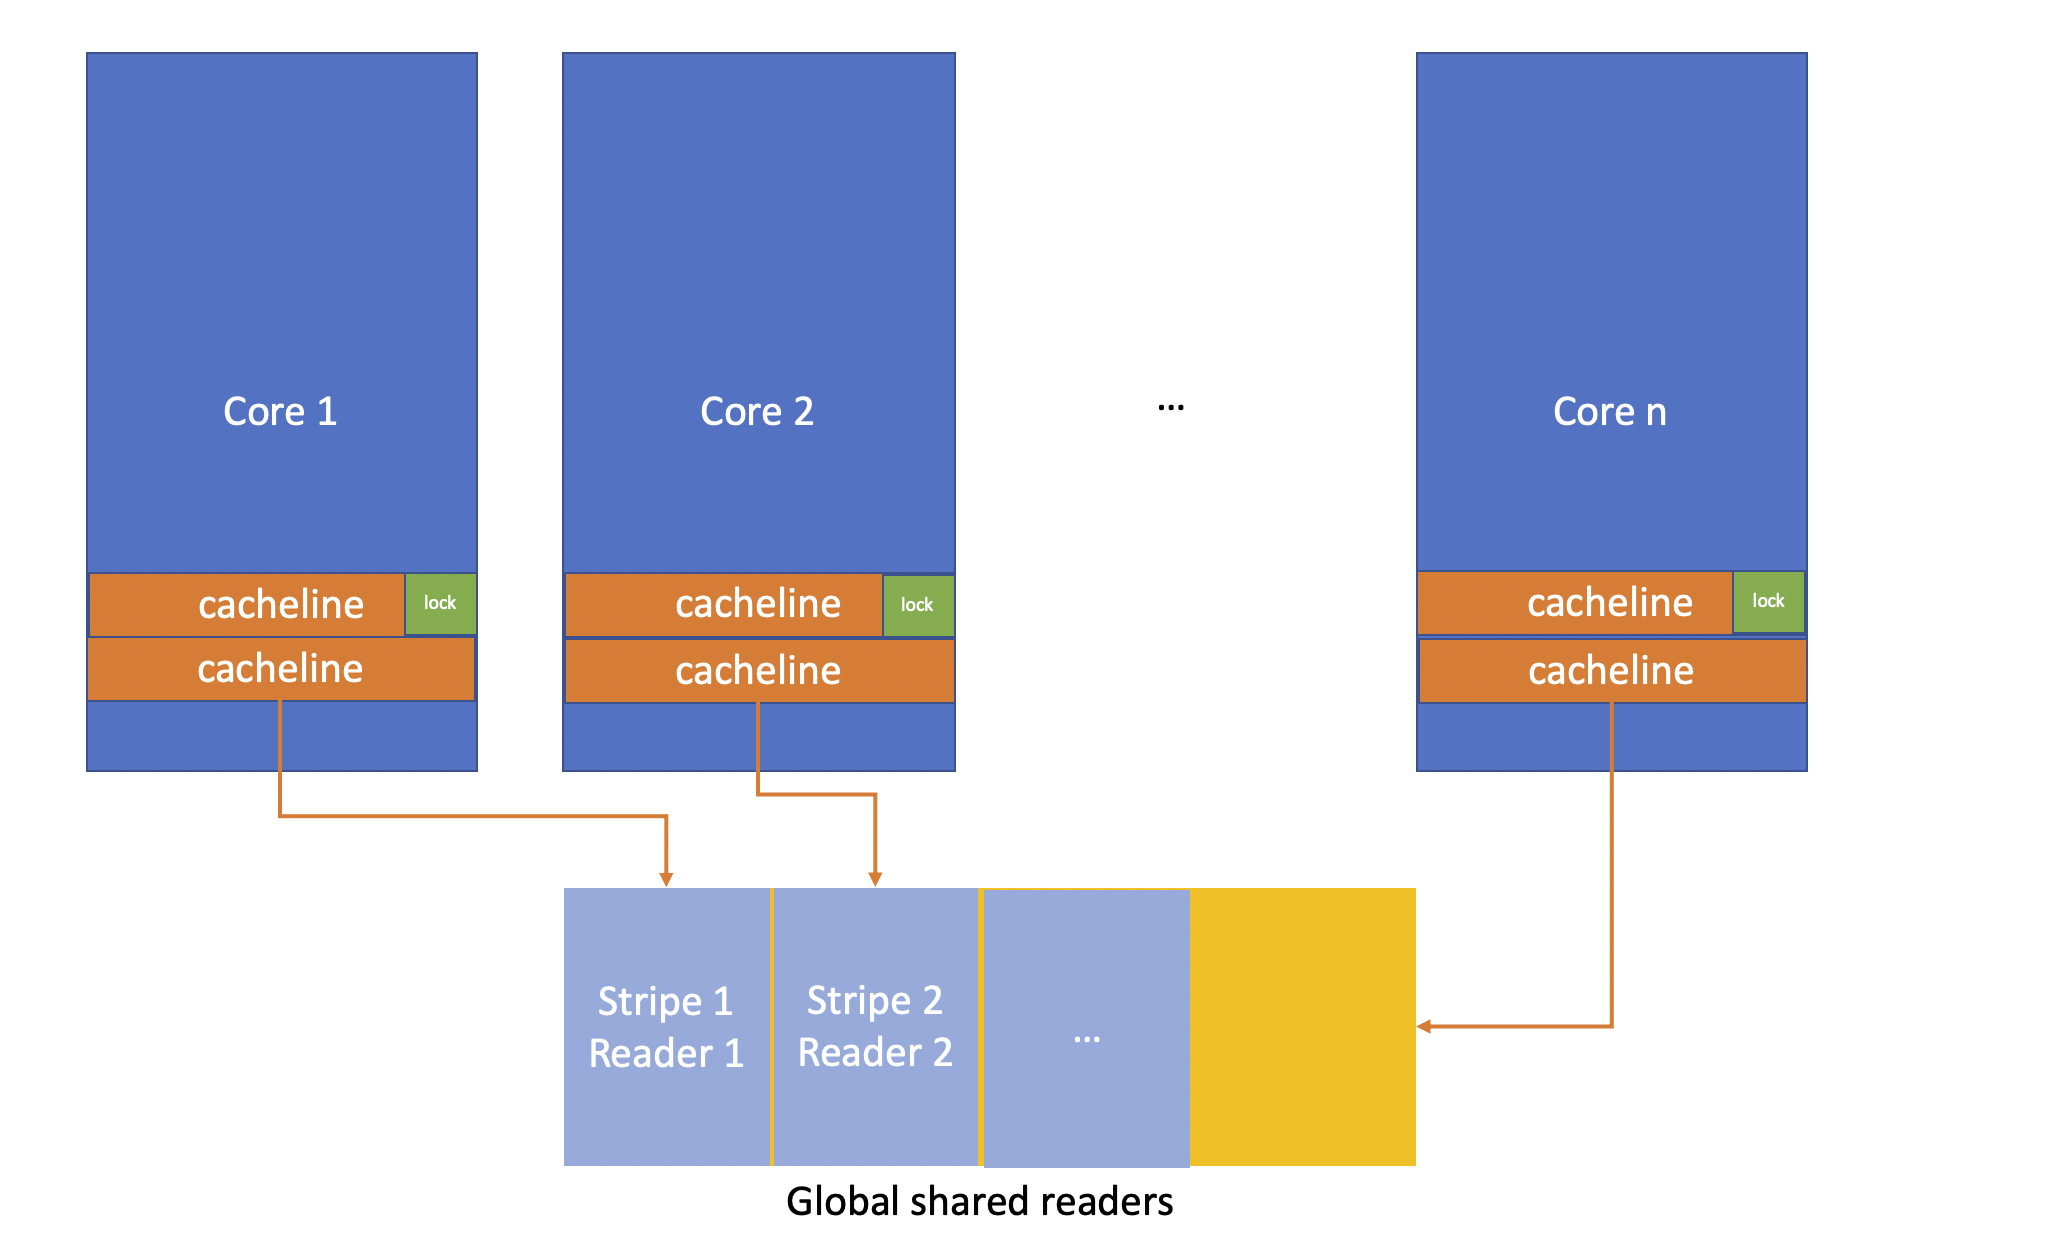 Core 1
Core 2
...
Core n
cacheline
lock
cacheline
lock
cacheline
lock
cacheline
cacheline
cacheline
Stripe 1
Reader 1
Stripe 2
Reader 2
...
Global shared readers